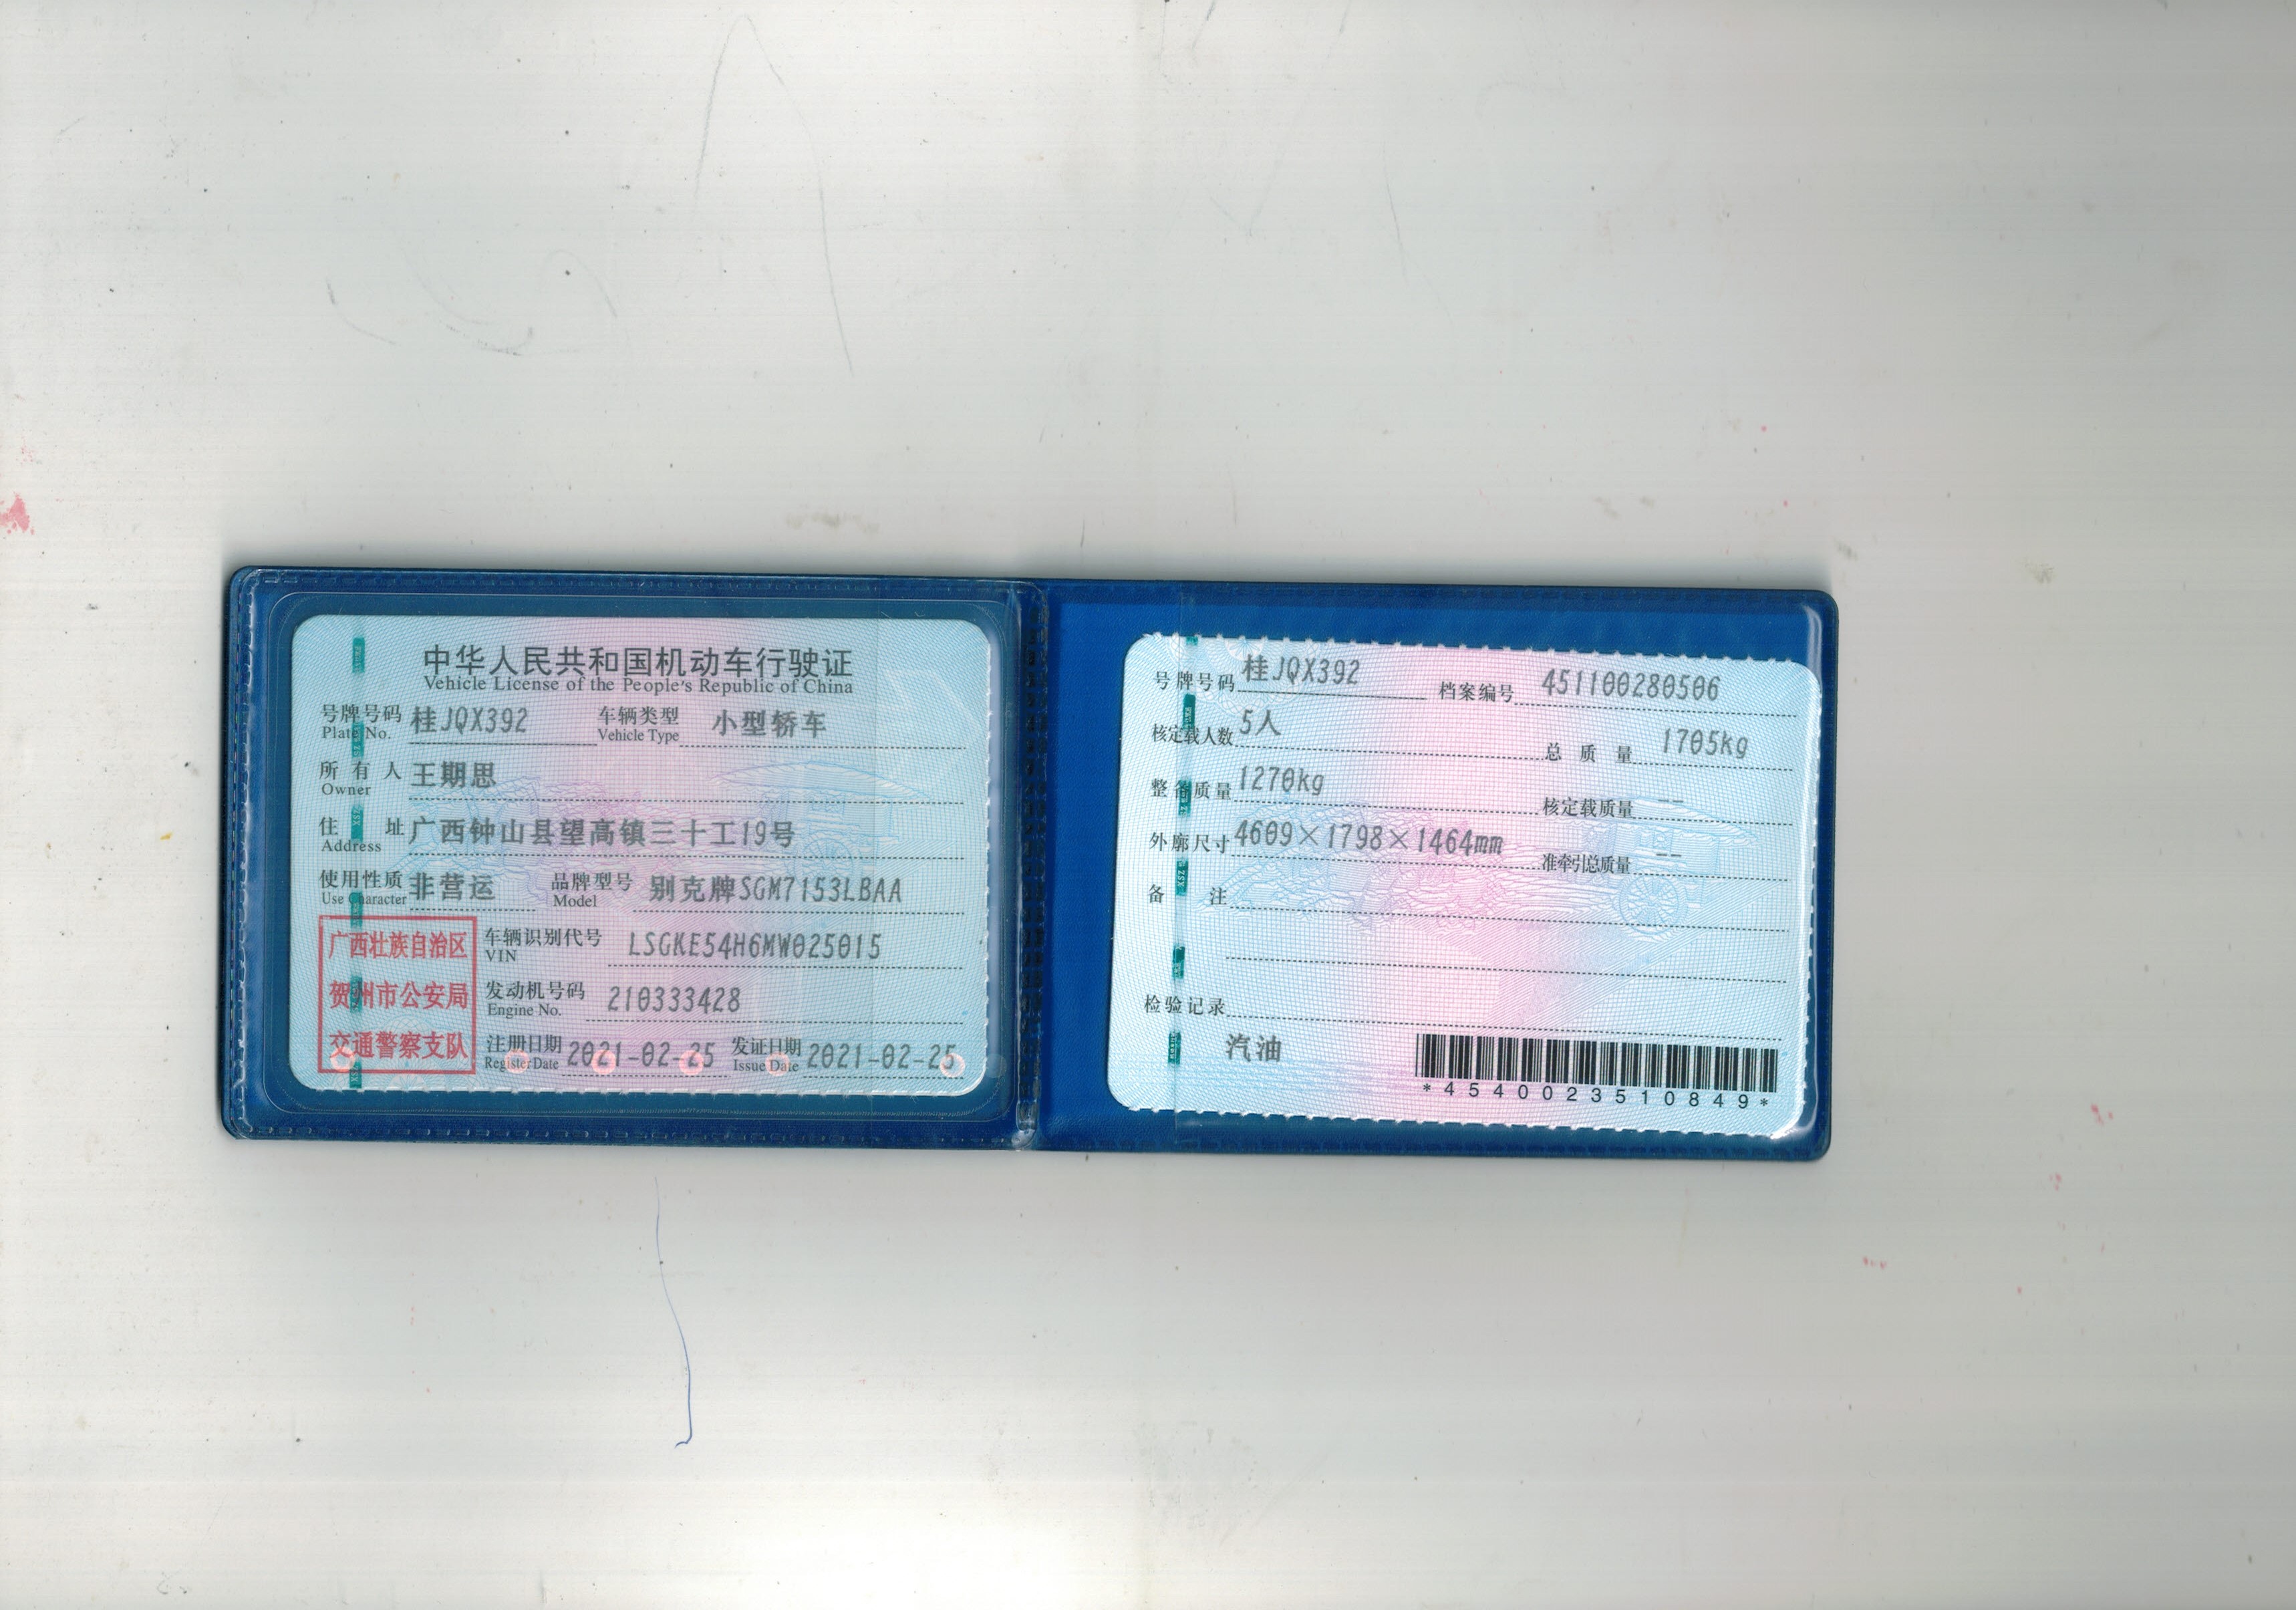 中华人民共和国机动车行驶证
Vehicle License of the People's Republic of China
号牌号码 桂JQX392 车辆类型 小型轿车
Plate No. Vehicle Type
所有人 王期思
Owner
住址 广西钟山县望高镇三十工19号
Address
使用性质 非营运 品牌型号 别克牌SGM7153LBAA
Use Character Model
广西壮族自治区
贺州市公安局
交通警察支队
车辆识别代号 LSGKE54H6MW025015
VIN
发动机号码 210333428
Engine No.
注册日期 2021-02-25 发证日期 2021-02-25
Register Date Issue Date
号牌号码 桂JQX392 档案编号 451100280506
核定载人数 5人 总质量 1705kg
整备质量 1270kg 核定载质量 --
外廓尺寸 4609×1798×1464mm 准牵引总质量 --
备注
检验记录
汽油
*4540023510849*